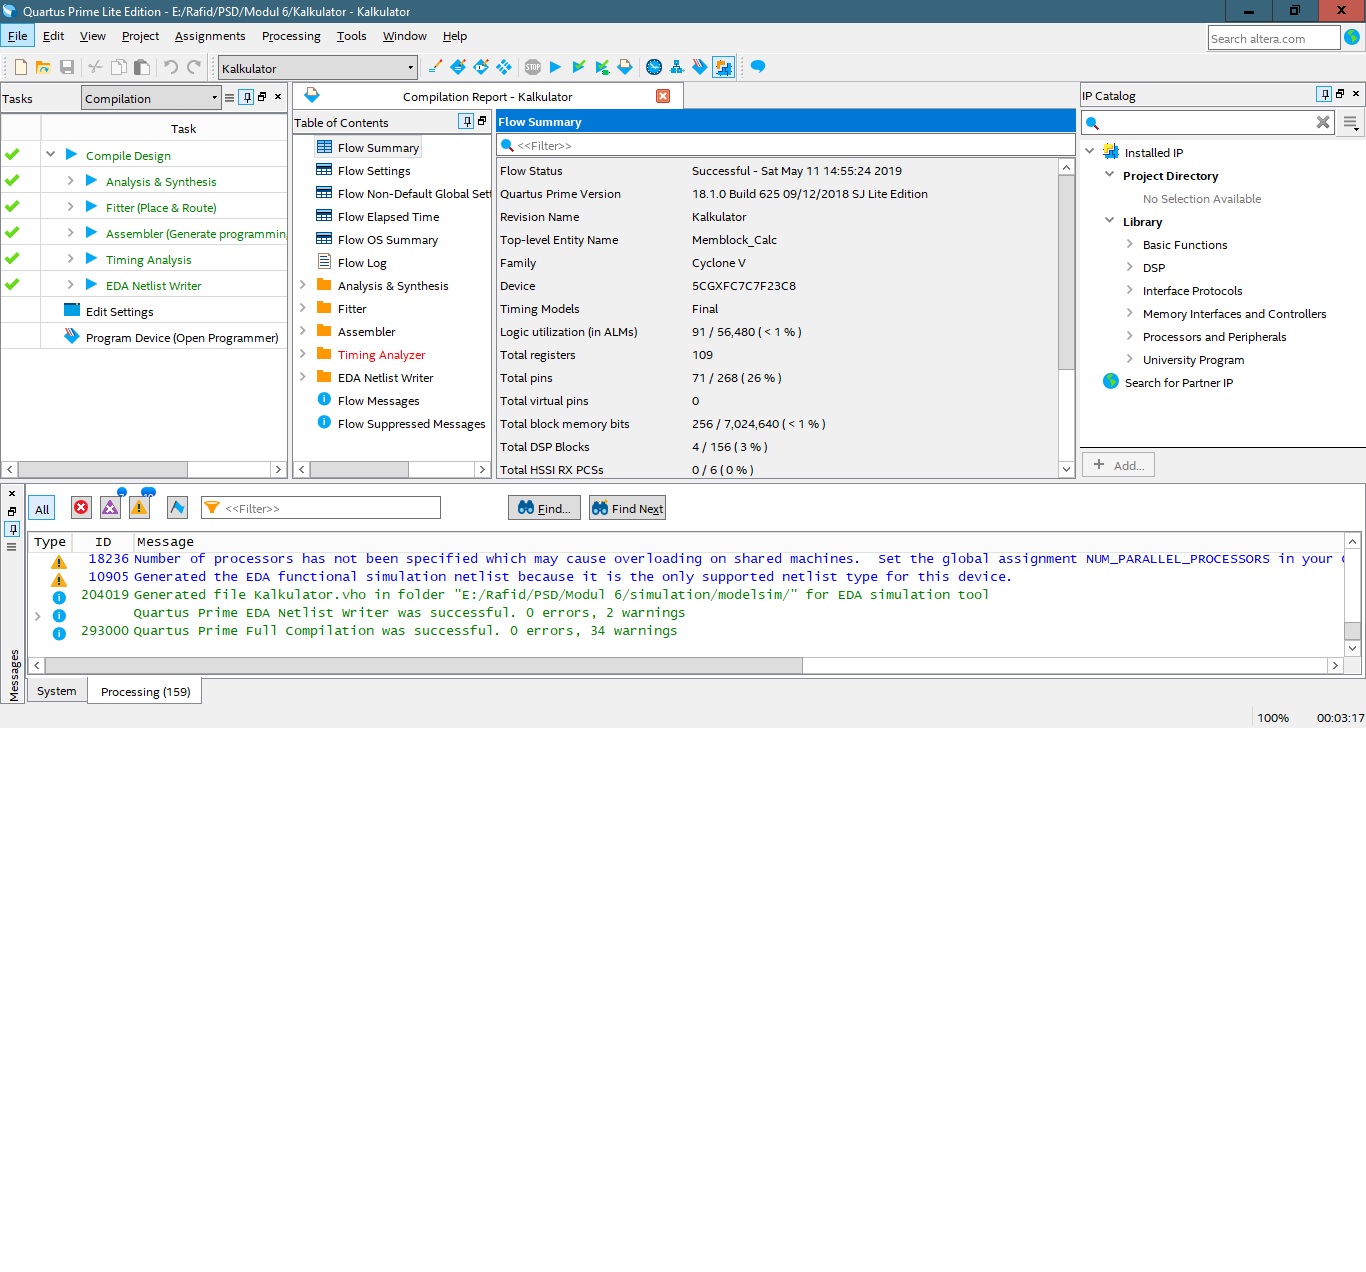 Quartus Prime Lite Edition - E:/Rafid/PSD/Modul 6/Kalkulator - Kalkulator
File Edit View Project Assignments Processing Tools Window Help
Search altera.com
Kalkulator
STOP
Tasks
Compilation
Task
Compile Design
Analysis & Synthesis
Fitter (Place & Route)
Assembler (Generate programmin
Timing Analysis
EDA Netlist Writer
Edit Settings
Program Device (Open Programmer)
Compilation Report - Kalkulator
Table of Contents
Flow Summary
Flow Settings
Flow Non-Default Global Set
Flow Elapsed Time
Flow OS Summary
Flow Log
Analysis & Synthesis
Fitter
Assembler
Timing Analyzer
EDA Netlist Writer
Flow Messages
Flow Suppressed Messages
Flow Summary
<<Filter>>
Flow Status Successful - Sat May 11 14:55:24 2019
Quartus Prime Version 18.1.0 Build 625 09/12/2018 SJ Lite Edition
Revision Name Kalkulator
Top-level Entity Name Memblock_Calc
Family Cyclone V
Device 5CGXFC7C7F23C8
Timing Models Final
Logic utilization (in ALMs) 91 / 56,480 ( < 1 % )
Total registers 109
Total pins 71 / 268 ( 26 % )
Total virtual pins 0
Total block memory bits 256 / 7,024,640 ( < 1 % )
Total DSP Blocks 4 / 156 ( 3 % )
Total HSSI RX PCSs 0 / 6 ( 0 % )
IP Catalog
Installed IP
Project Directory
No Selection Available
Library
Basic Functions
DSP
Interface Protocols
Memory Interfaces and Controllers
Processors and Peripherals
University Program
Search for Partner IP
+ Add...
All
<<Filter>>
Find... Find Next
Type ID Message
18236 Number of processors has not been specified which may cause overloading on shared machines.  Set the global assignment NUM_PARALLEL_PROCESSORS in your
10905 Generated the EDA functional simulation netlist because it is the only supported netlist type for this device.
204019 Generated file Kalkulator.vho in folder "E:/Rafid/PSD/Modul 6/simulation/modelsim/" for EDA simulation tool
Quartus Prime EDA Netlist Writer was successful. 0 errors, 2 warnings
293000 Quartus Prime Full Compilation was successful. 0 errors, 34 warnings
Messages
System Processing (159)
100% 00:03:17